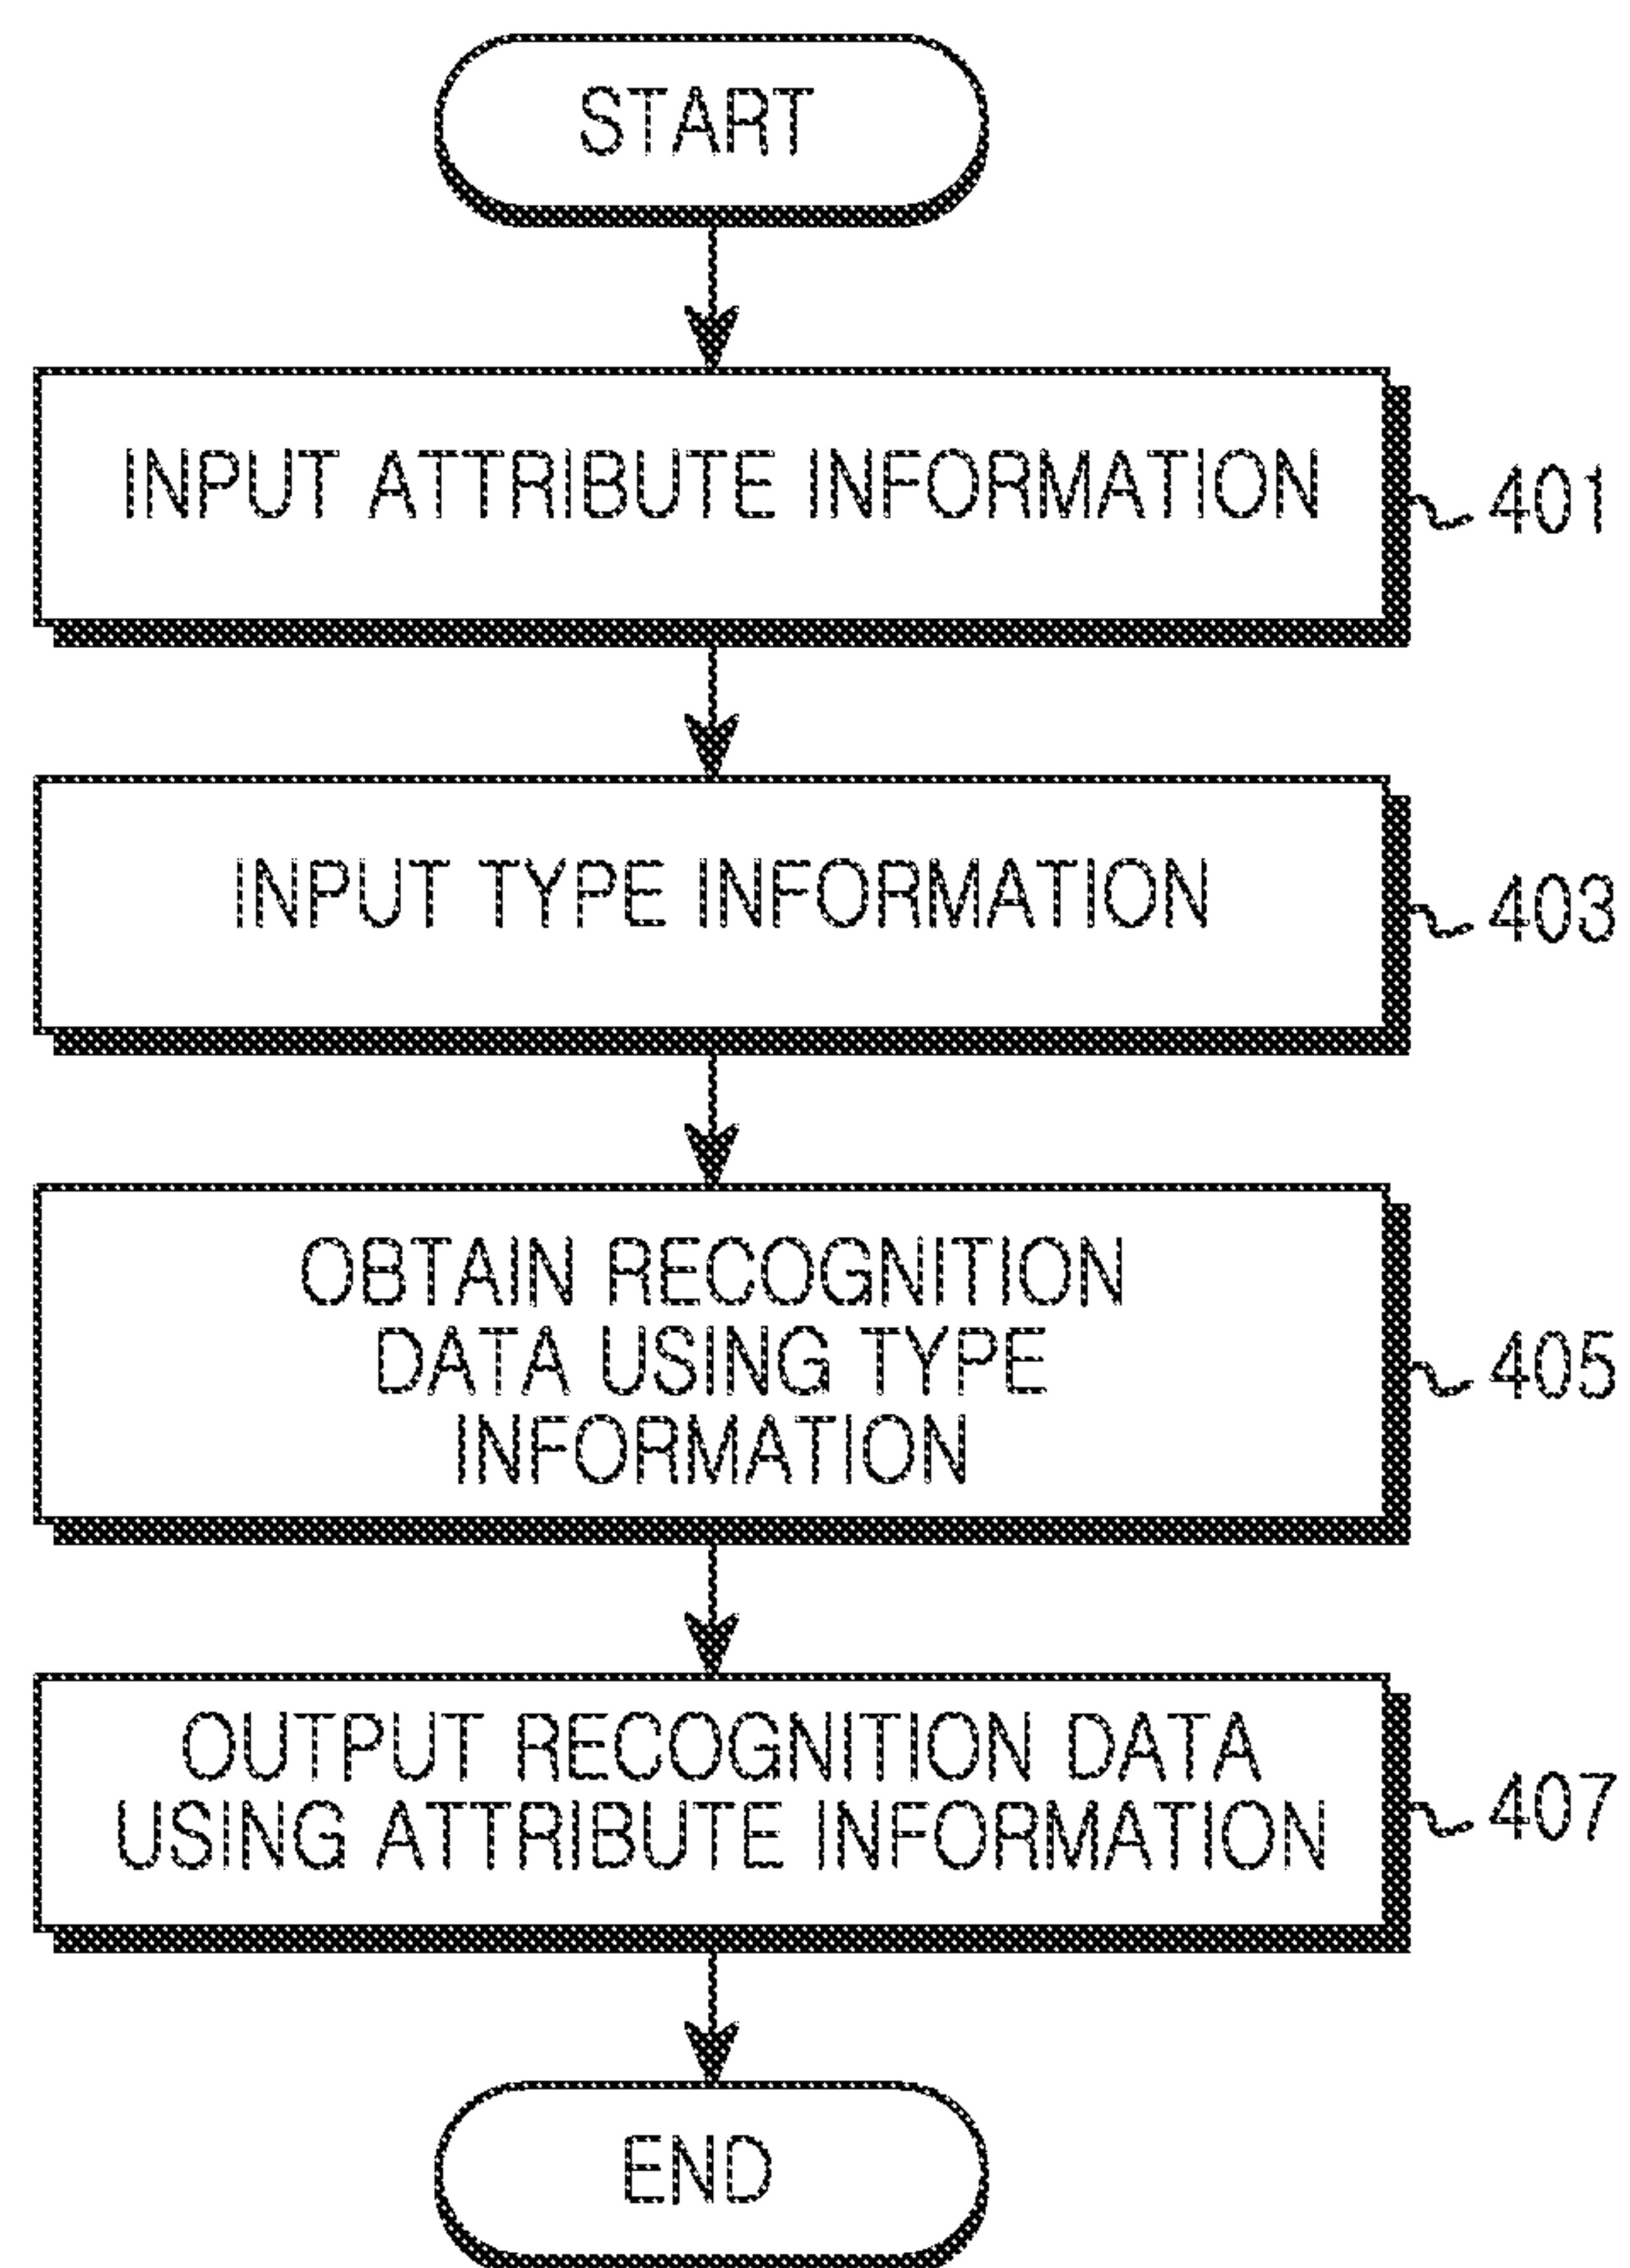 START
INPUT ATTRIBUTE INFORMATION
401
INPUT TYPE INFORMATION
403
OBTAIN RECOGNITION
DATA USING TYPE
INFORMATION
405
OUTPUT RECOGNITION DATA
USING ATTRIBUTE INFORMATION
407
END